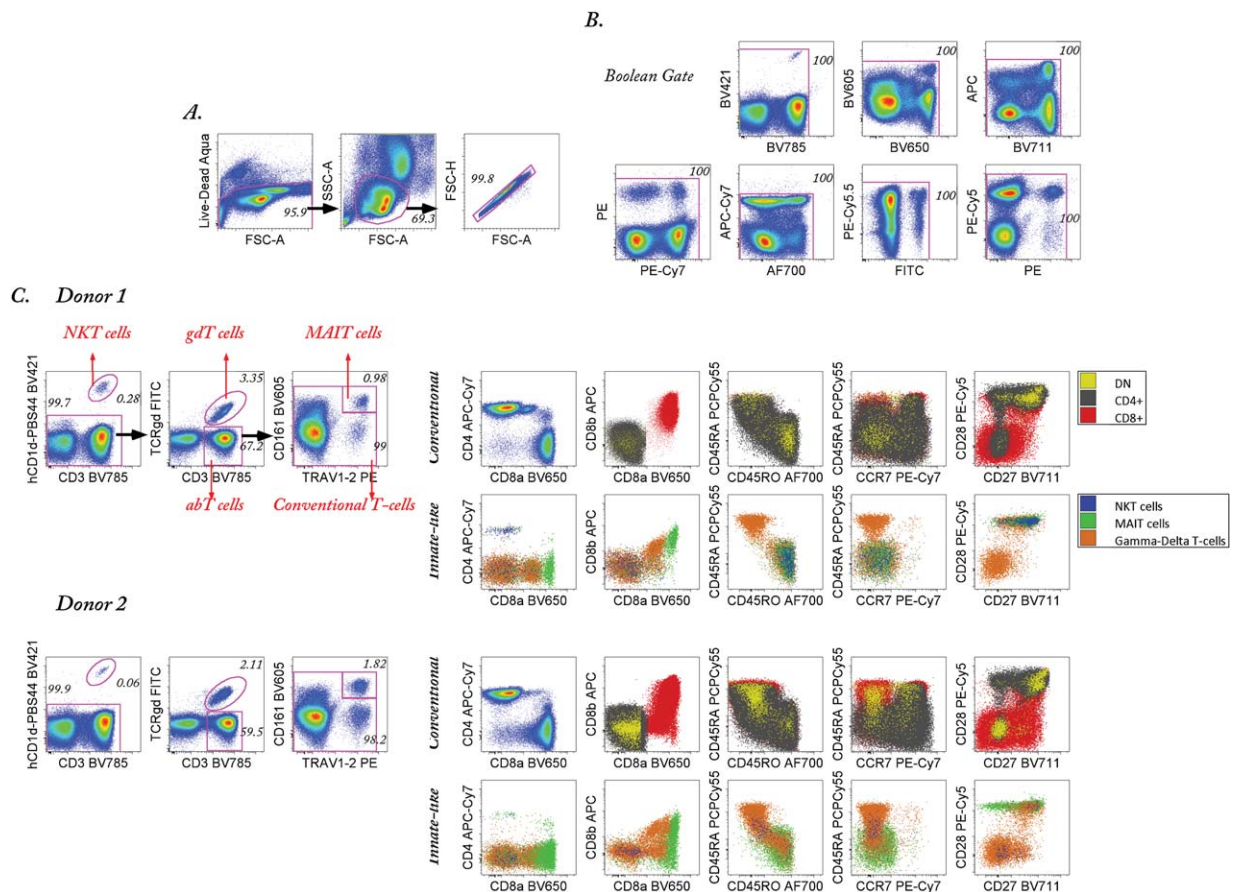 B.
Boolean Gate
BV421
100
BV785
BV605
100
BV650
APC
100
BV711
A.
Live-Dead Aqua
95.9
FSC-A
SSC-A
69.3
FSC-A
FSC-H
99.8
FSC-A
PE
100
PE-Cy7
APC-Cy7
100
AF700
PE-Cy5.5
100
FITC
PE-Cy5
100
PE
C. Donor 1
NKT cells
gdT cells
MAIT cells
hCD1d-PBS44 BV421
99.7
0.28
CD3 BV785
TCRgd FITC
3.35
67.2
CD3 BV785
CD161 BV605
0.98
99
TRAV1-2 PE
abT cells
Conventional T-cells
Conventional
CD4 APC-Cy7
CD8a BV650
CD8b APC
CD8a BV650
CD45RA PCPCy55
CD45RO AF700
CD45RA PCPCy55
CCR7 PE-Cy7
CD28 PE-Cy5
CD27 BV711
DN
CD4+
CD8+
Innate-like
CD4 APC-Cy7
CD8a BV650
CD8b APC
CD8a BV650
CD45RA PCPCy55
CD45RO AF700
CD45RA PCPCy55
CCR7 PE-Cy7
CD28 PE-Cy5
CD27 BV711
NKT cells
MAIT cells
Gamma-Delta T-cells
Donor 2
hCD1d-PBS44 BV421
99.9
0.06
CD3 BV785
TCRgd FITC
2.11
59.5
CD3 BV785
CD161 BV605
1.82
98.2
TRAV1-2 PE
Conventional
CD4 APC-Cy7
CD8a BV650
CD8b APC
CD8a BV650
CD45RA PCPCy55
CD45RO AF700
CD45RA PCPCy55
CCR7 PE-Cy7
CD28 PE-Cy5
CD27 BV711
Innate-like
CD4 APC-Cy7
CD8a BV650
CD8b APC
CD8a BV650
CD45RA PCPCy55
CD45RO AF700
CD45RA PCPCy55
CCR7 PE-Cy7
CD28 PE-Cy5
CD27 BV711